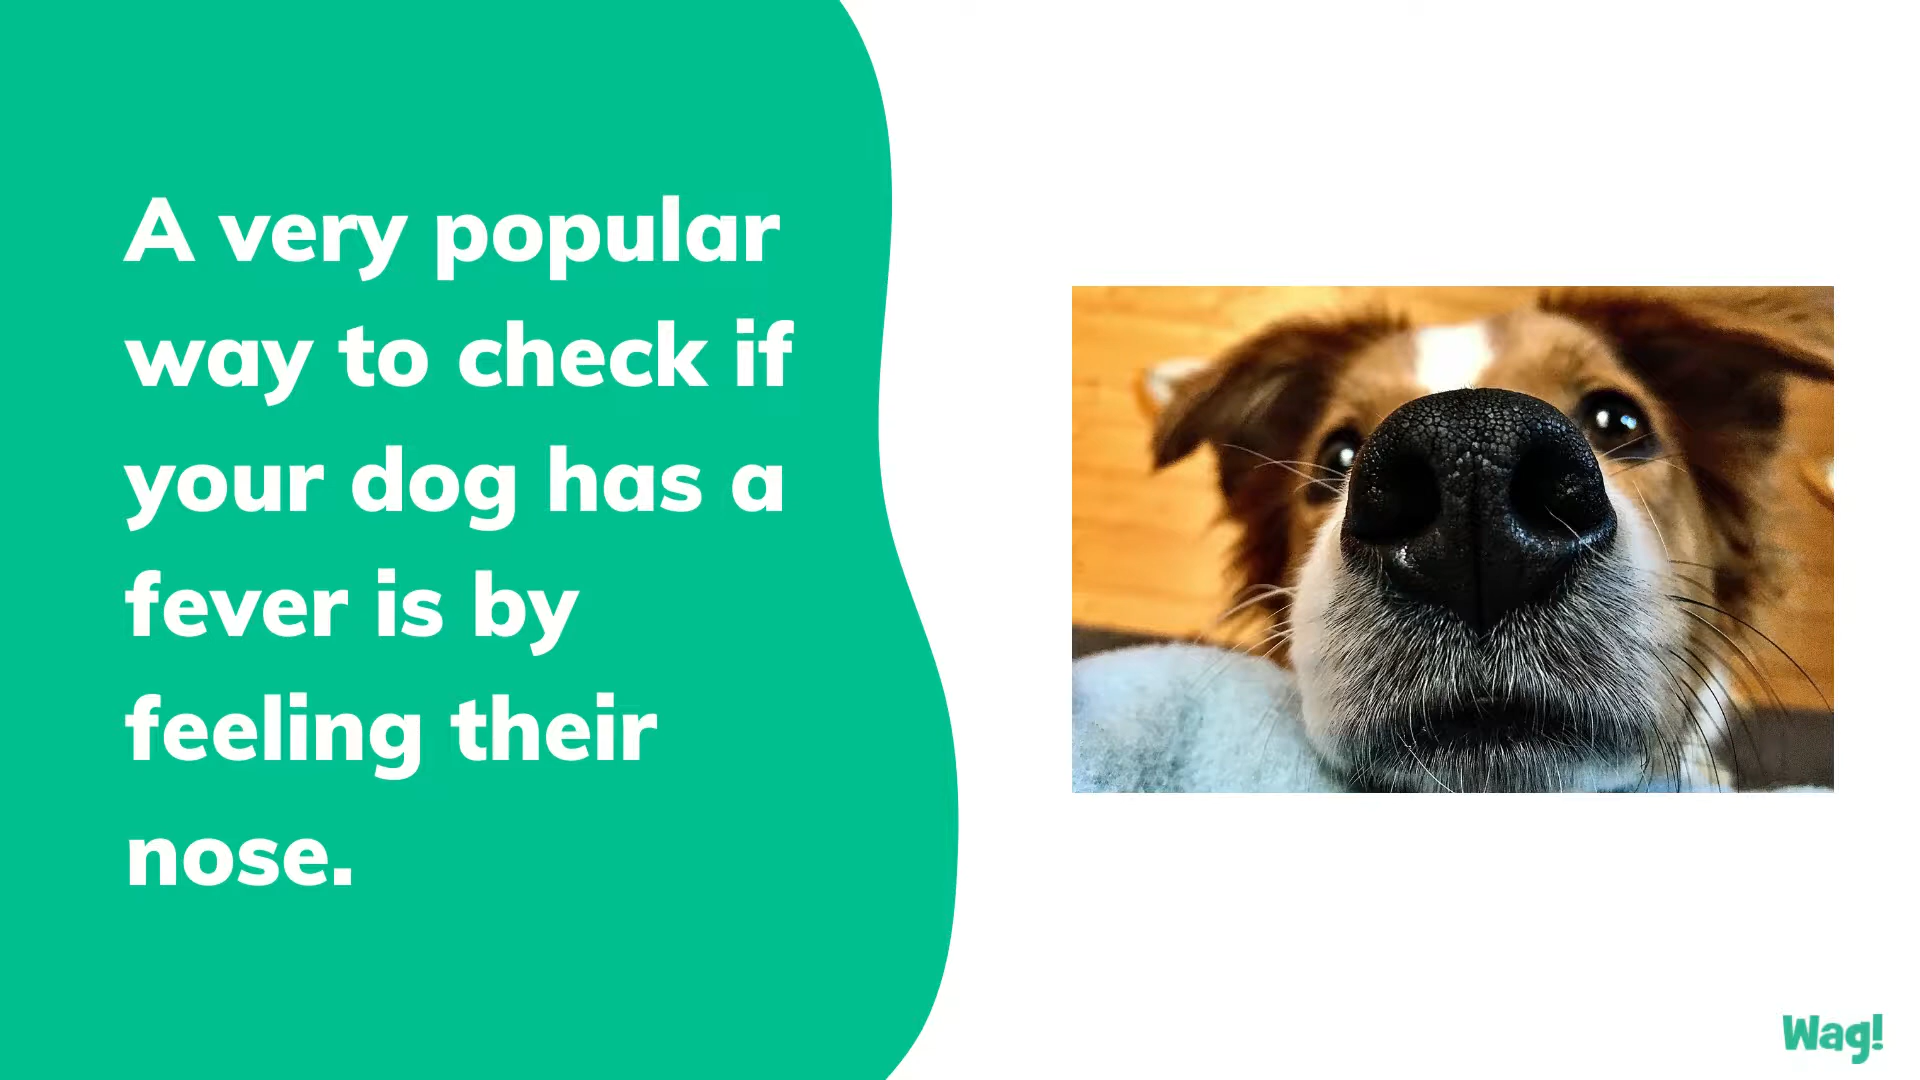 A very popular
way to check if
your dog has a
fever is by
feeling their
nose.
Wag!